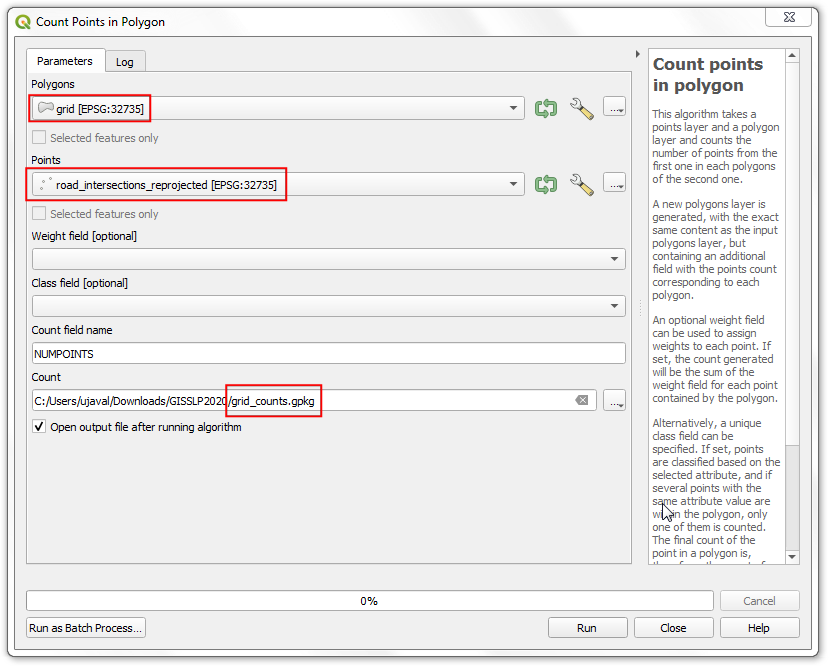 Count Points in Polygon
Parameters
Log
Polygons
grid [EPSG:32735]
...
Selected features only
Points
road_intersections_reprojected [EPSG:32735]
...
Selected features only
Weight field [optional]
Class field [optional]
Count field name
NUMPOINTS
Count
C:/Users/ujaval/Downloads/GISSLP2020/grid_counts.gpkg
...
Open output file after running algorithm
Count points
in polygon
This algorithm takes a
points layer and a polygon
layer and counts the
number of points from the
first one in each polygons
of the second one.
A new polygons layer is
generated, with the exact
same content as the input
polygons layer, but
containing an additional
field with the points count
corresponding to each
polygon.
An optional weight field
can be used to assign
weights to each point. If
set, the count generated
will be the sum of the
weight field for each point
contained by the polygon.
Alternatively, a unique
class field can be
specified. If set, points
are classified based on the
selected attribute, and if
several points with the
same attribute value are
within the polygon, only
one of them is counted.
The final count of the
point in a polygon is,
0%
Cancel
Run as Batch Process...
Run
Close
Help